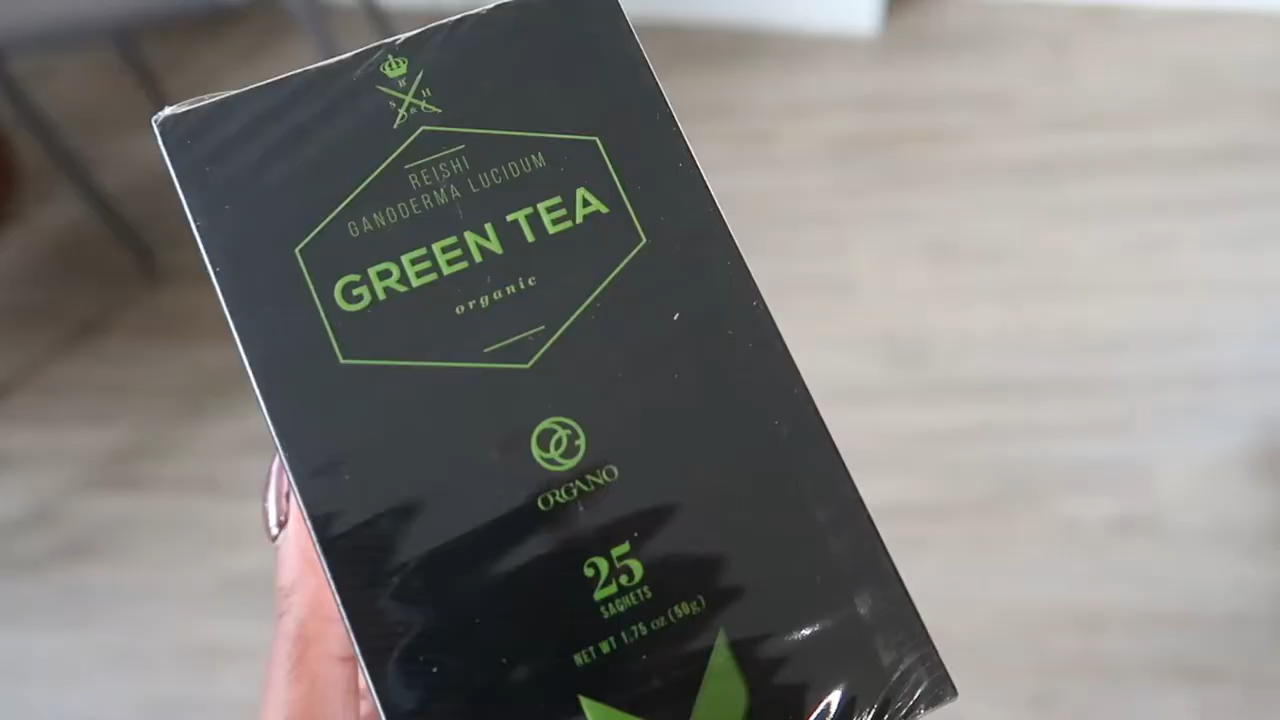 REISHI
GANODERMA LUCIDUM
GREEN TEA
organic
ORGANO
25
SACHETS
NET WT 1.75 oz (50g)